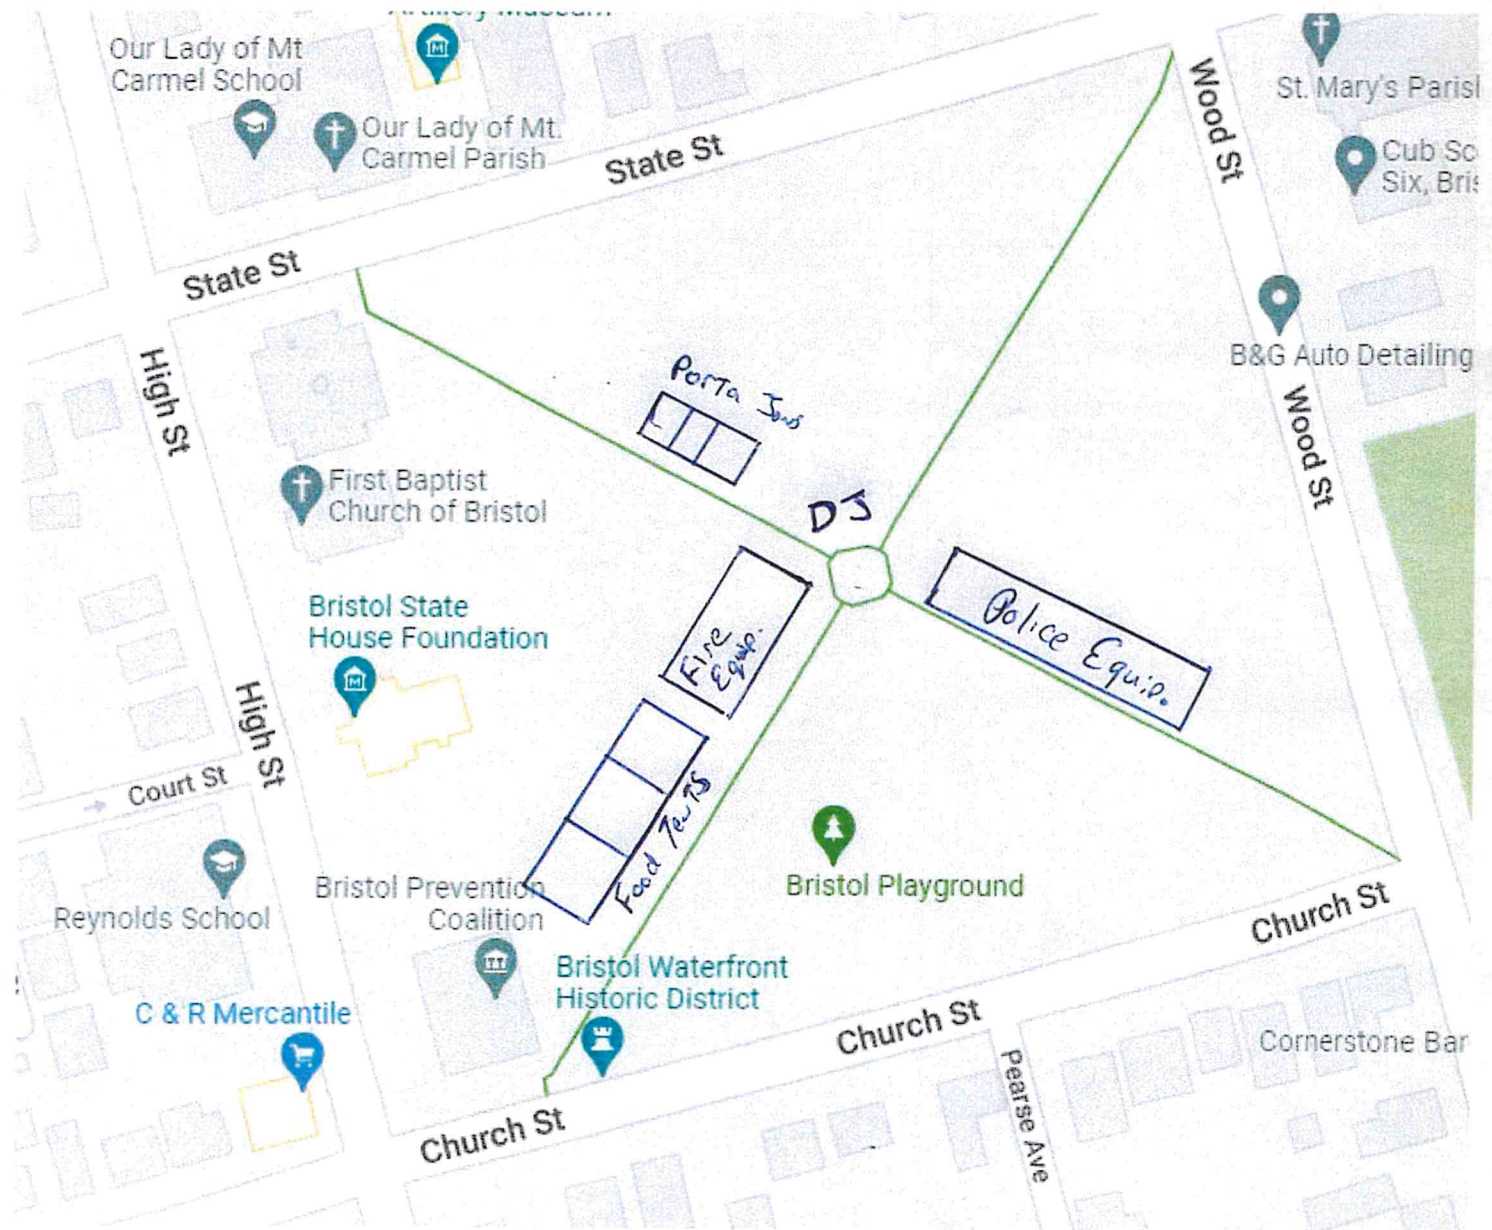 Artillery Museum
Our Lady of Mt
Carmel School
Our Lady of Mt.
Carmel Parish
State St
Wood St
St. Mary's Paris
Cub Sc
Six, Bris
State St
High St
B&G Auto Detailing
Porta Jons
Wood St
First Baptist
Church of Bristol
DJ
Bristol State
House Foundation
Fire
Equip.
Police Equip.
High St
Court St
Food Tents
Reynolds School
Bristol Prevention
Coalition
Bristol Playground
Church St
Bristol Waterfront
Historic District
C & R Mercantile
Church St
Cornerstone Bar
Pearse Ave
Church St